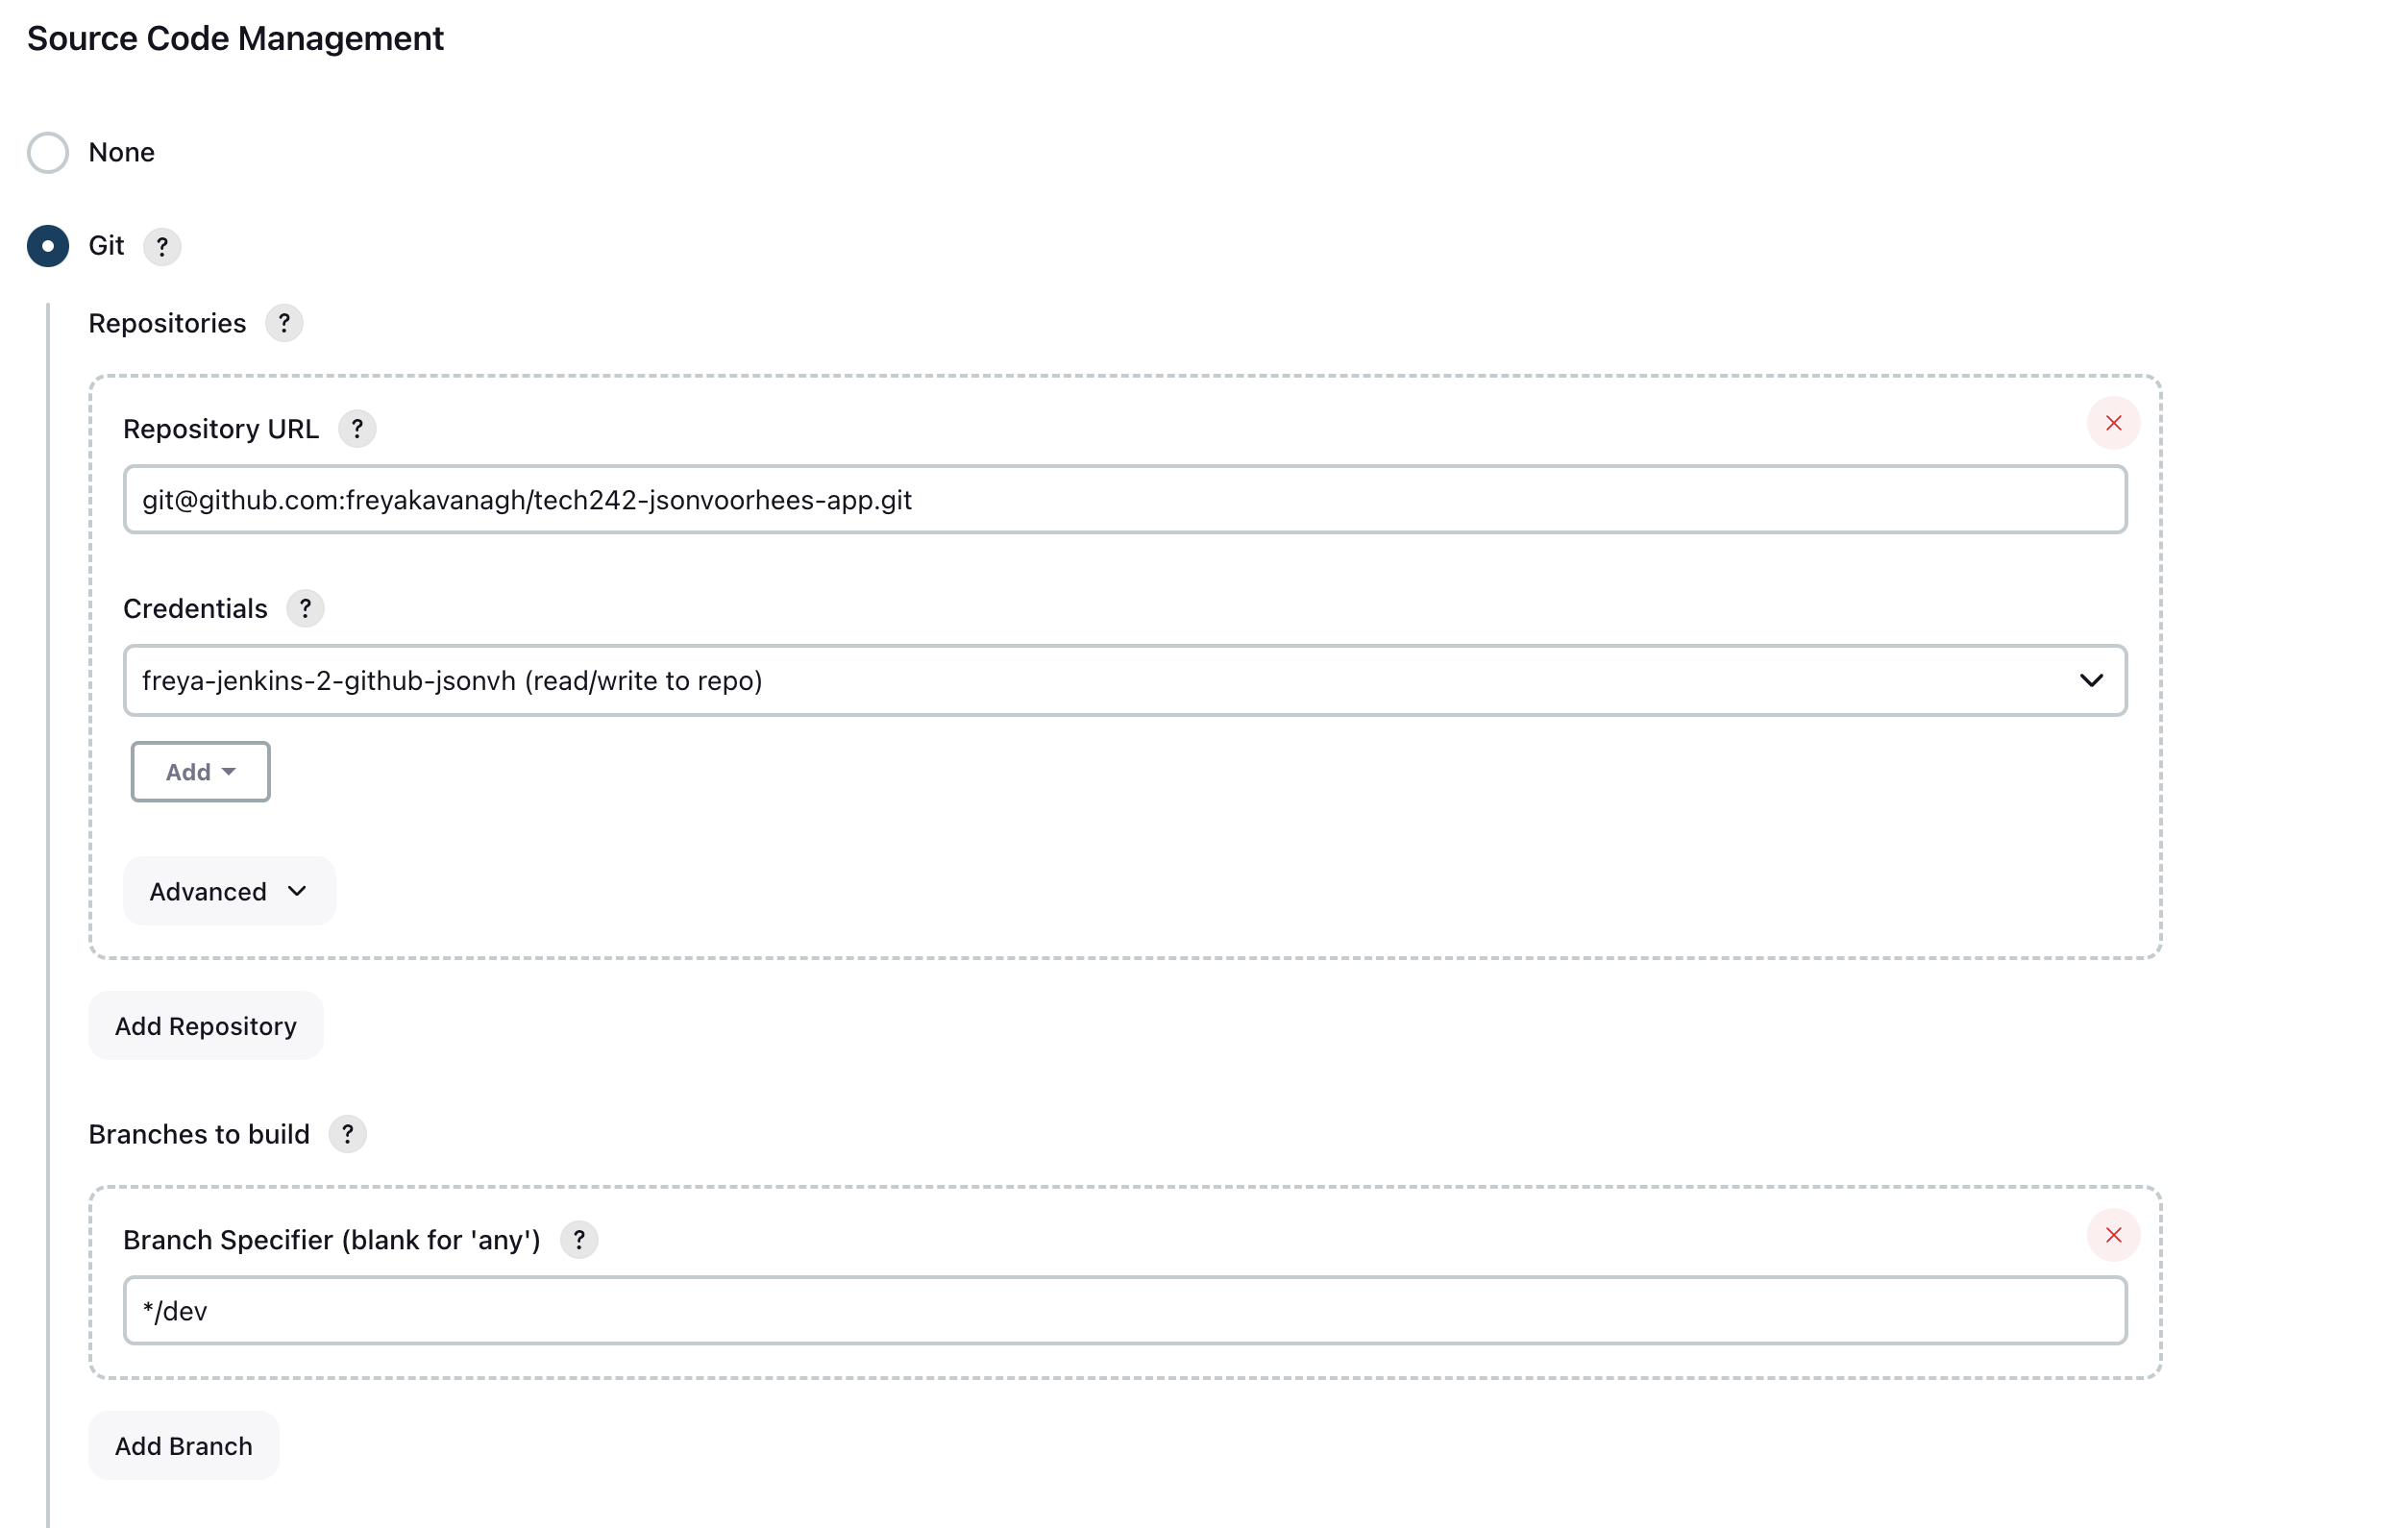 Source Code Management
None
Git ?
Repositories ?
Repository URL ?
git@github.com:freyakavanagh/tech242-jsonvoorhees-app.git
Credentials ?
freya-jenkins-2-github-jsonvh (read/write to repo)
Add
Advanced
Add Repository
Branches to build ?
Branch Specifier (blank for 'any') ?
*/dev
Add Branch